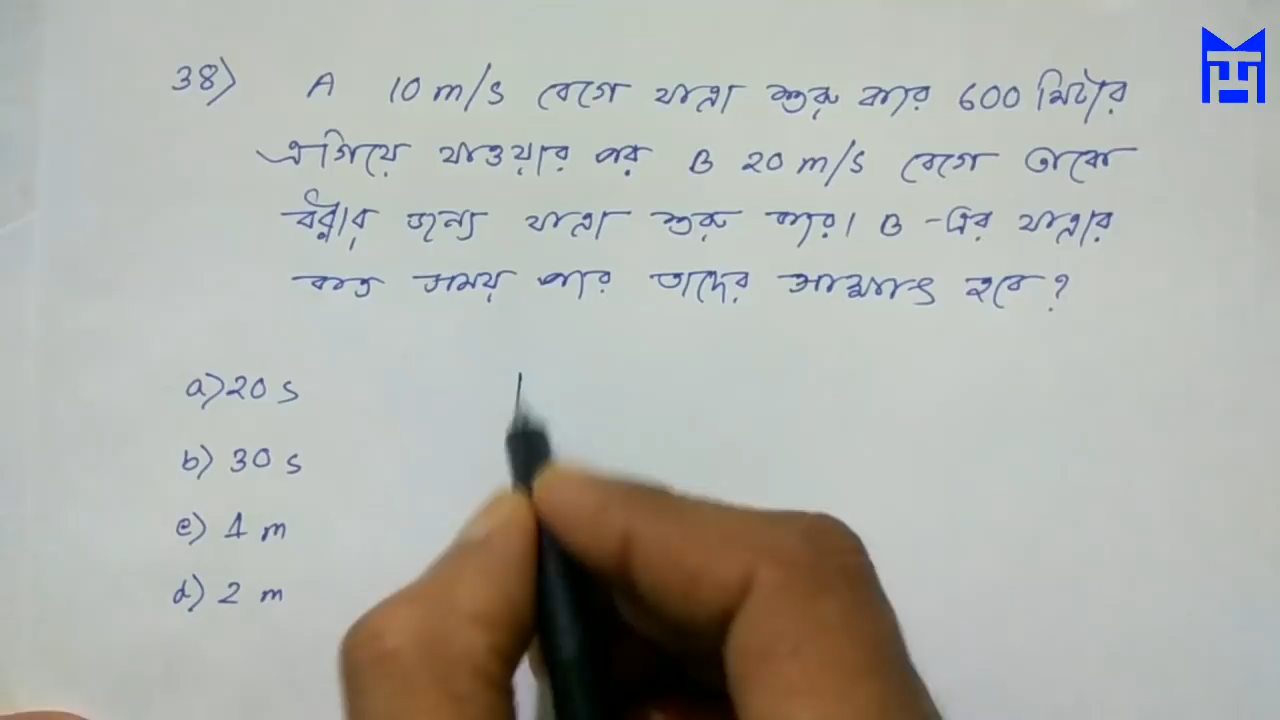 38) A 10 m/s বেগে যাত্রা শুরু করে 600 মিটার
এগিয়ে যাওয়ার পর B 20 m/s বেগে তাকে
ধরার জন্য যাত্রা শুরু করে। B -এর যাত্রার
কত সময় পরে তাদের সাক্ষাৎ হবে?
a) 20 s
b) 30 s
c) 1 m
d) 2 m